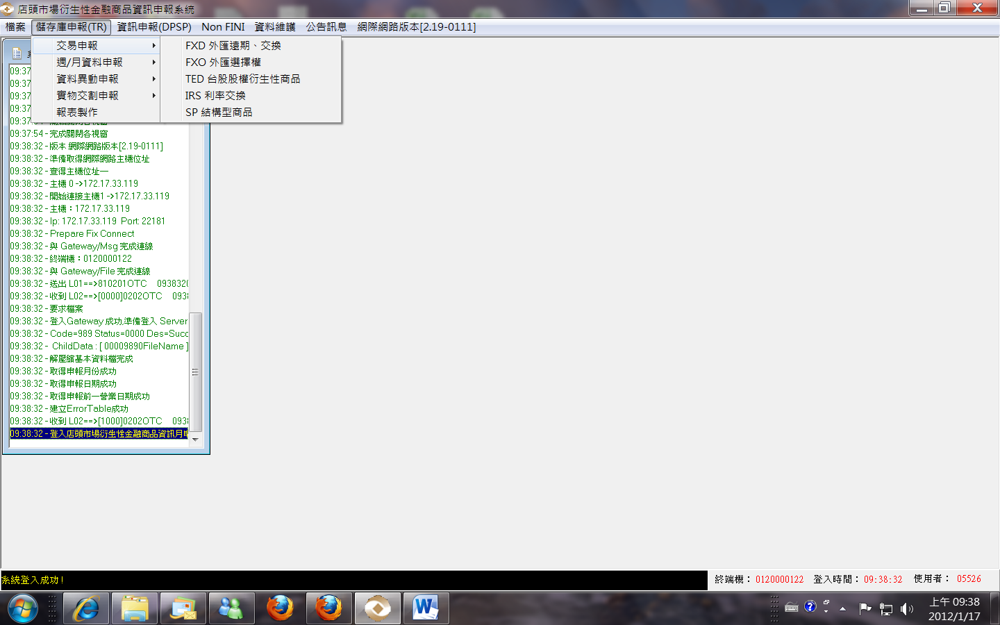 店頭市場衍生性金融商品資訊申報系統
檔案 儲存庫申報(TR) 資訊申報(DPSP) Non FINI 資料維護 公告訊息 網際網路版本[2.19-0111]
交易申報
週/月資料申報
資料異動申報
實物交割申報
報表製作
FXD 外匯遠期、交換
FXO 外匯選擇權
TED 台股股權衍生性商品
IRS 利率交換
SP 結構型商品
09:37
09:37
09:37
09:37
09:37:54 - 完成關閉各視窗
09:38:32 - 版本 網際網路版本[2.19-0111]
09:38:32 - 準備取得網際網路主機位址
09:38:32 - 查得主機位址一
09:38:32 - 主機 0 ->172.17.33.119
09:38:32 - 開始連接主機1 ->172.17.33.119
09:38:32 - 主機：172.17.33.119
09:38:32 - Ip: 172.17.33.119 Port: 22181
09:38:32 - Prepare Fix Connect
09:38:32 - 與 Gateway/Msg 完成連線
09:38:32 - 終端機：0120000122
09:38:32 - 與 Gateway/File 完成連線
09:38:32 - 送出 L01==>810201OTC 0938320
09:38:32 - 收到 L02==>[0000]0202OTC 093
09:38:32 - 要求檔案
09:38:32 - 登入Gateway 成功,準備登入 Server
09:38:32 - Code=989 Status=0000 Des=Succ
09:38:32 - ChildData : [ 00009890FileName ]
09:38:32 - 解壓縮基本資料檔完成
09:38:32 - 取得申報月份成功
09:38:32 - 取得申報日期成功
09:38:32 - 取得申報前一營業日期成功
09:38:32 - 建立ErrorTable成功
09:38:32 - 收到 L02==>[1000]0202OTC 093
09:38:32 - 登入店頭市場衍生性金融商品資訊月申
系統登入成功!
終端機：0120000122 登入時間：09:38:32 使用者：05526
上午 09:38
2012/1/17